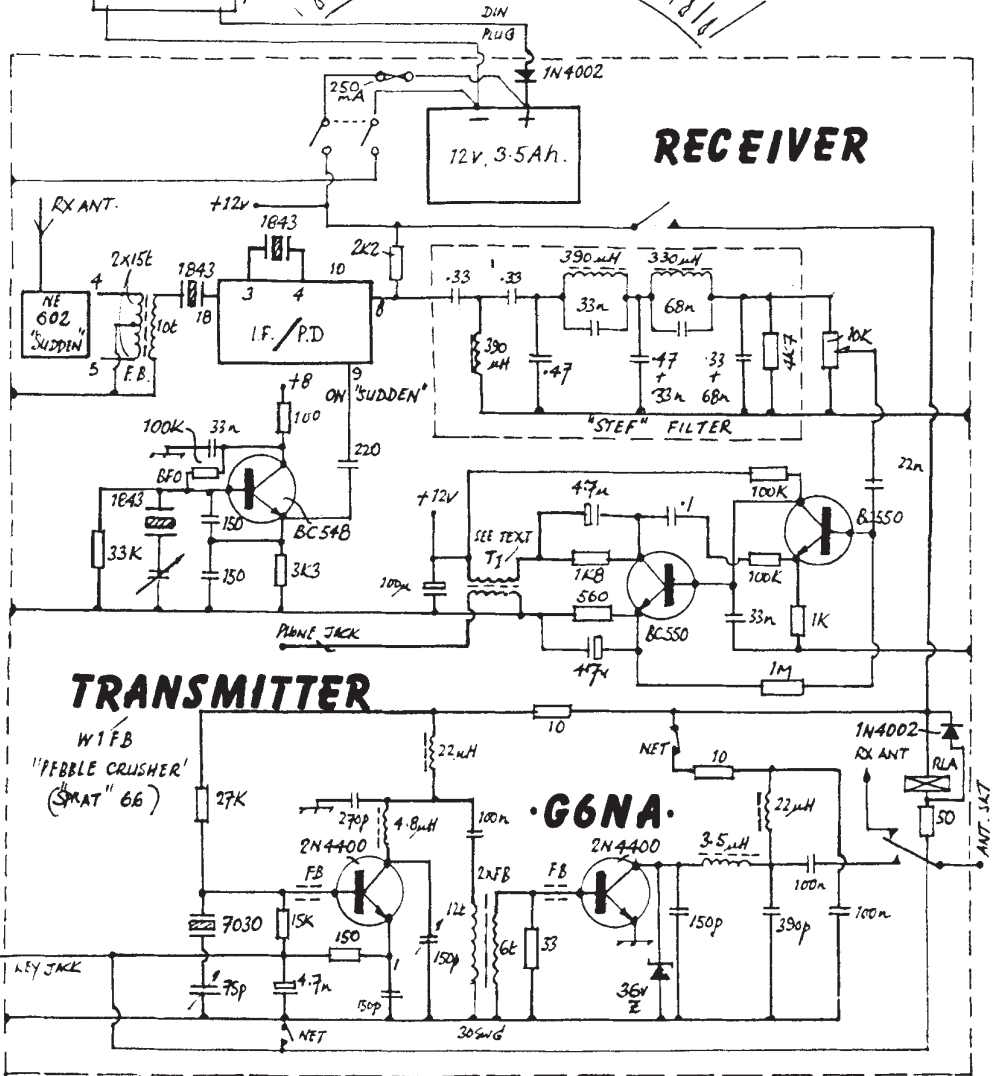 DIN
PLUG
1N4002
250
mA
12V, 3·5Ah.
RECEIVER
RX ANT.
+12V
1843
2K2
2x15t
1843
4
NE
602
"SUDDEN"
5
10t
F.B.
18
3
4
10
8
I.F./P.D
9
ON "SUDDEN"
·33
1
·33
390μH
33n
330μH
68n
390
μH
·47
·47
+
33n
·33
+
68n
4K7
10K
"STEF" FILTER
+8
100
100K
33n
BFO
1843
33K
150
150
BC548
220
3K3
+12V
100μ
SEE TEXT
T1
4·7μ
·1
1K8
560
47μ
BC550
100K
BC550
22n
100K
33n
1K
1M
PHONE JACK
TRANSMITTER
W1FB
"PEBBLE CRUSHER"
("SPRAT" 66)
27K
10
22μH
270p
4·8μH
100n
2N4400
FB
7030
15K
150
75p
4·7n
150p
150p
KEY JACK
NET
12t
2xFB
6t
30SWG
·G6NA·
2N4400
FB
33
36V
Z
150p
3·5μH
22μH
390p
100n
100n
NET
10
1N4002
RX ANT
RLA
50
ANT. SKT